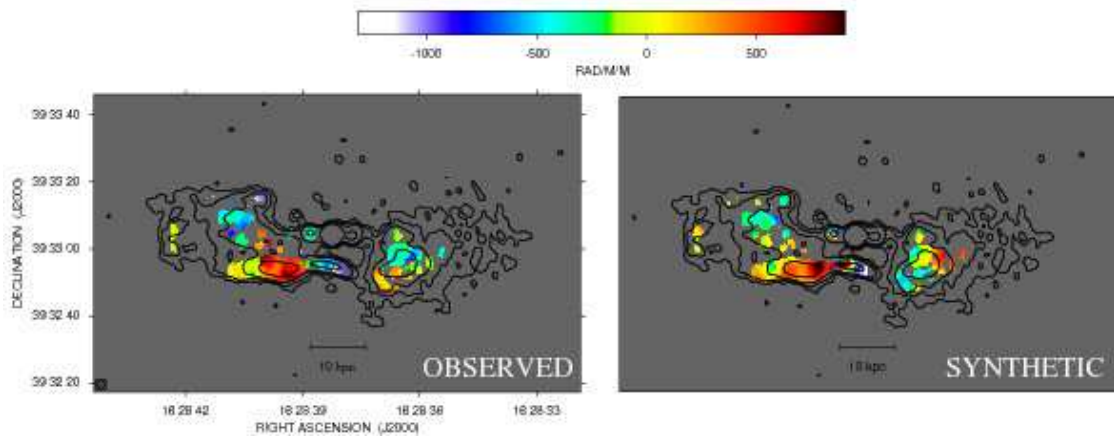 -1000 -500 0 500
RAD/M/M
39 33 40
39 33 20
39 33 00
39 32 40
39 32 20
DECLINATION (J2000)
10 kpc
OBSERVED
10 kpc
SYNTHETIC
16 28 42 16 28 39 16 28 36 16 28 33
RIGHT ASCENSION (J2000)